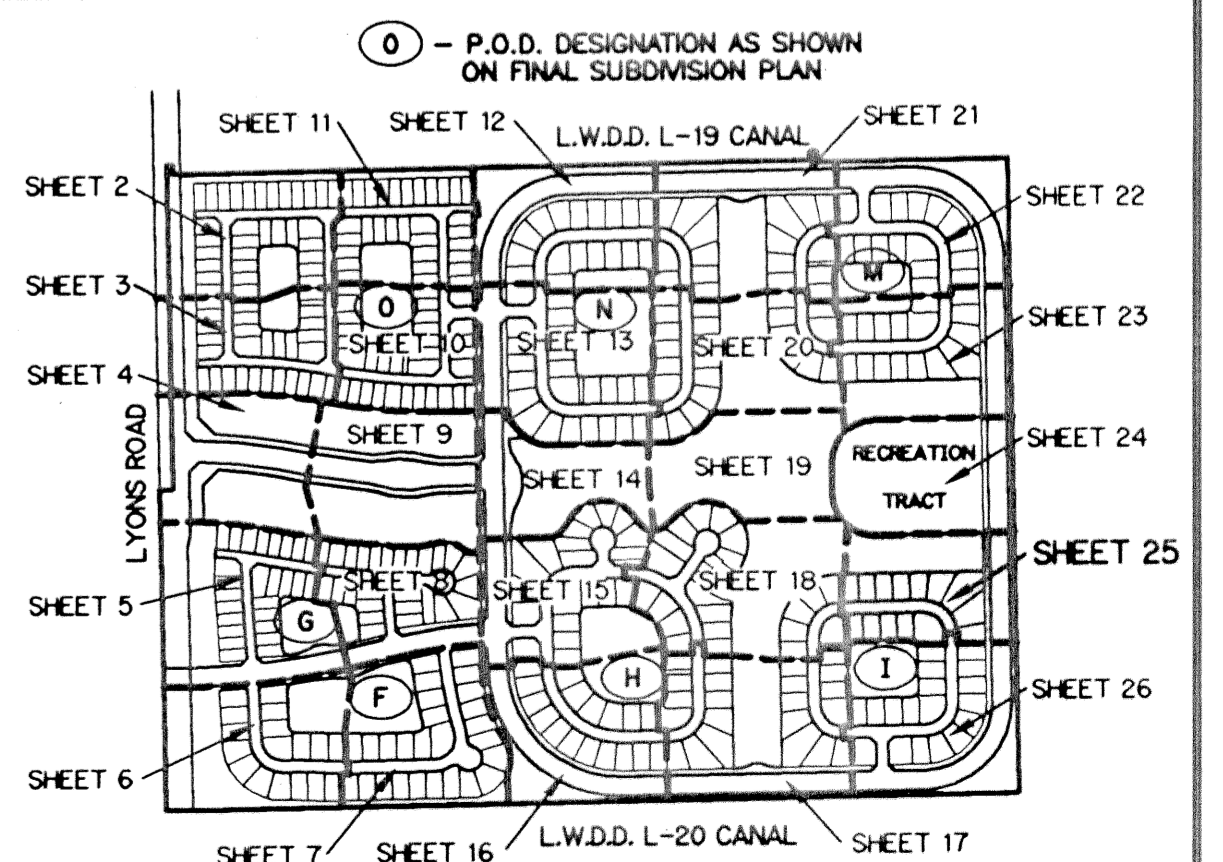 O – P.O.D. DESIGNATION AS SHOWN
ON FINAL SUBDIVISION PLAN
SHEET 11
SHEET 12
L.W.D.D. L-19 CANAL
SHEET 21
SHEET 2
SHEET 22
SHEET 3
M
O
N
SHEET 10
SHEET 13
SHEET 20
SHEET 23
SHEET 4
SHEET 9
LYONS ROAD
SHEET 14
SHEET 19
RECREATION
TRACT
SHEET 24
SHEET 25
SHEET 5
SHEET 8
SHEET 15
SHEET 18
G
F
H
I
SHEET 26
SHEET 6
SHEET 7
SHEET 16
L.W.D.D. L-20 CANAL
SHEET 17